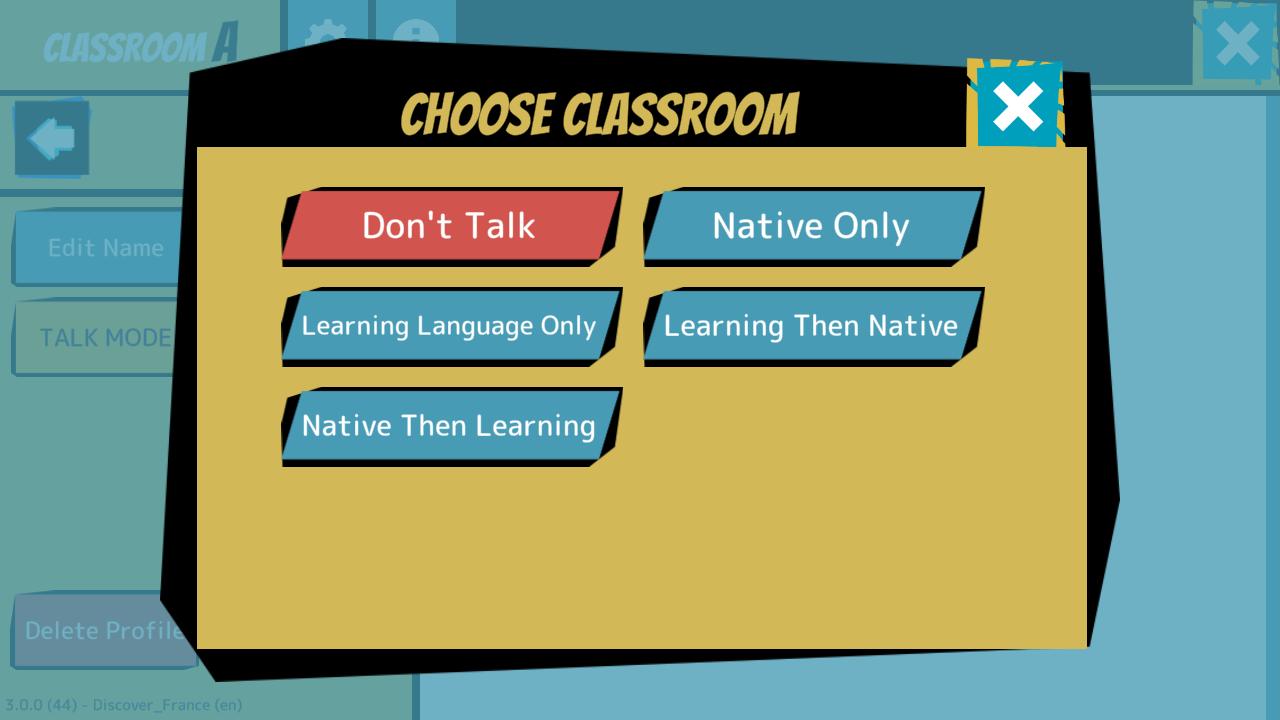 CLASSROOM A
CHOOSE CLASSROOM
Don't Talk
Native Only
Edit Name
Learning Language Only
Learning Then Native
TALK MODE
Native Then Learning
Delete Profile
3.0.0 (44) - Discover_France (en)